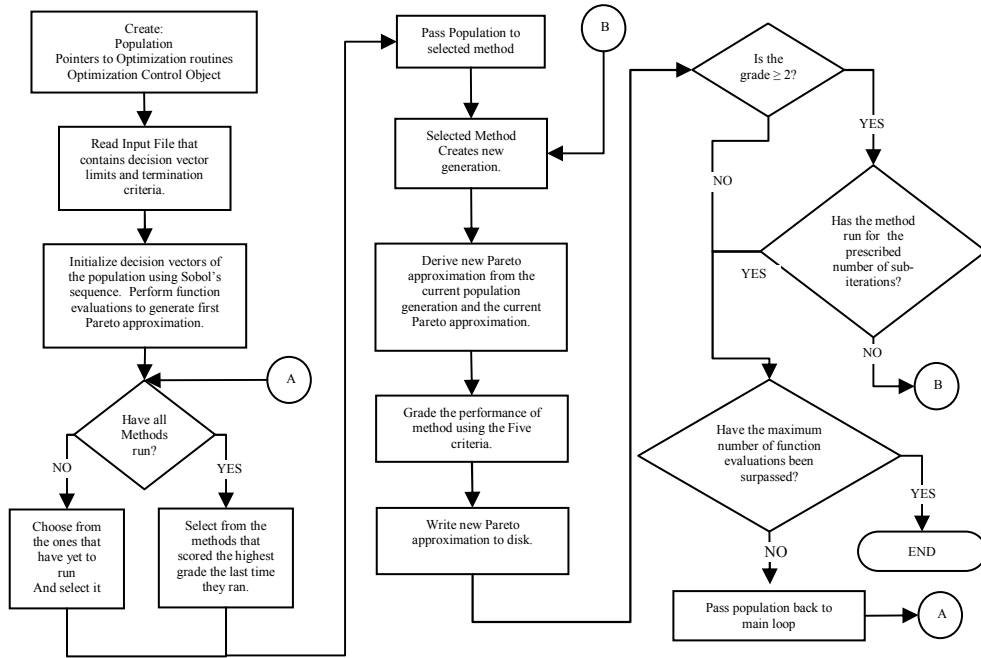 Create:
Population
Pointers to Optimization routines
Optimization Control Object
Read Input File that
contains decision vector
limits and termination
criteria.
Initialize decision vectors of
the population using Sobol's
sequence. Perform function
evaluations to generate first
Pareto approximation.
A
Have all
Methods
run?
NO
YES
Choose from
the ones that
have yet to
run
And select it
Select from the
methods that
scored the highest
grade the last time
they ran.
Pass Population to
selected method
B
Selected Method
Creates new
generation.
Derive new Pareto
approximation from the
current population
generation and the current
Pareto approximation.
Grade the performance of
method using the Five
criteria.
Write new Pareto
approximation to disk.
Is the
grade ≥ 2?
YES
NO
Has the method
run for the
prescribed
number of sub-
iterations?
YES
NO
B
Have the maximum
number of function
evaluations been
surpassed?
YES
END
NO
Pass population back to
main loop
A